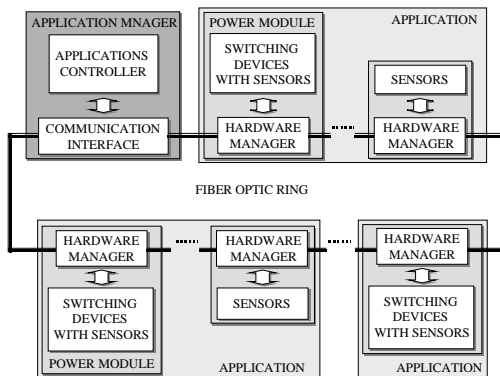 APPLICATION MNAGER
APPLICATIONS
CONTROLLER
COMMUNICATION
INTERFACE
POWER MODULE
SWITCHING
DEVICES
WITH SENSORS
HARDWARE
MANAGER
APPLICATION
SENSORS
HARDWARE
MANAGER
FIBER OPTIC RING
HARDWARE
MANAGER
SWITCHING
DEVICES
WITH SENSORS
POWER MODULE
HARDWARE
MANAGER
SENSORS
APPLICATION
HARDWARE
MANAGER
SWITCHING
DEVICES
WITH SENSORS
APPLICATION